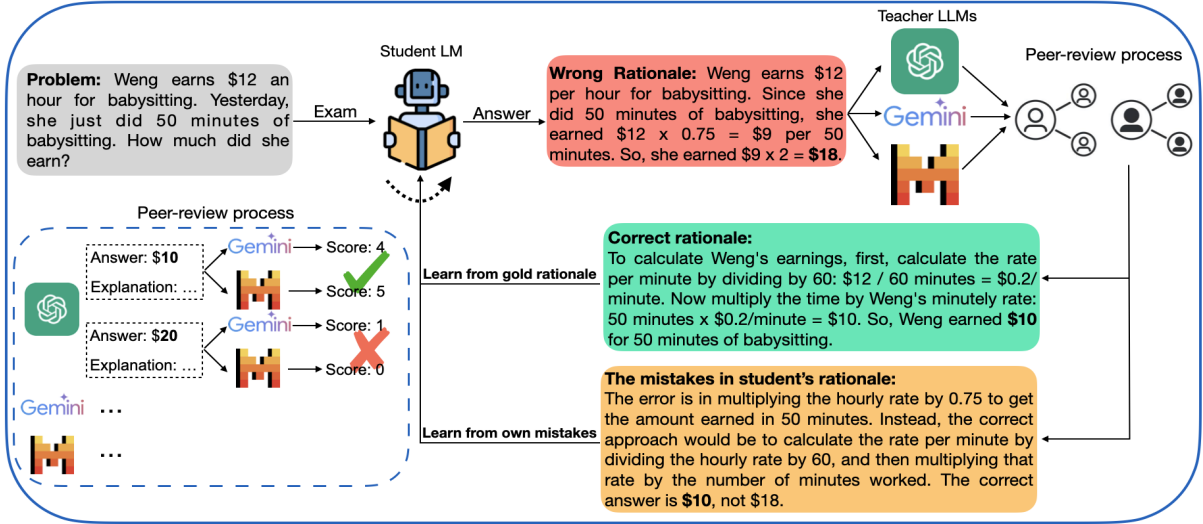 Teacher LLMs
Student LM
Peer-review process
Problem: Weng earns $12 an
hour for babysitting. Yesterday,
she just did 50 minutes of
babysitting. How much did she
earn?
Exam
Answer
Wrong Rationale: Weng earns $12
per hour for babysitting. Since she
did 50 minutes of babysitting, she
earned $12 x 0.75 = $9 per 50
minutes. So, she earned $9 x 2 = $18.
Gemini
Peer-review process
Answer: $10
Explanation: ...
Gemini
Score: 4
Score: 5
Answer: $20
Explanation: ...
Gemini
Score: 1
Score: 0
Gemini ...
...
Learn from gold rationale
Correct rationale:
To calculate Weng's earnings, first, calculate the rate
per minute by dividing by 60: $12 / 60 minutes = $0.2/
minute. Now multiply the time by Weng's minutely rate:
50 minutes x $0.2/minute = $10. So, Weng earned $10
for 50 minutes of babysitting.
Learn from own mistakes
The mistakes in student's rationale:
The error is in multiplying the hourly rate by 0.75 to get
the amount earned in 50 minutes. Instead, the correct
approach would be to calculate the rate per minute by
dividing the hourly rate by 60, and then multiplying that
rate by the number of minutes worked. The correct
answer is $10, not $18.